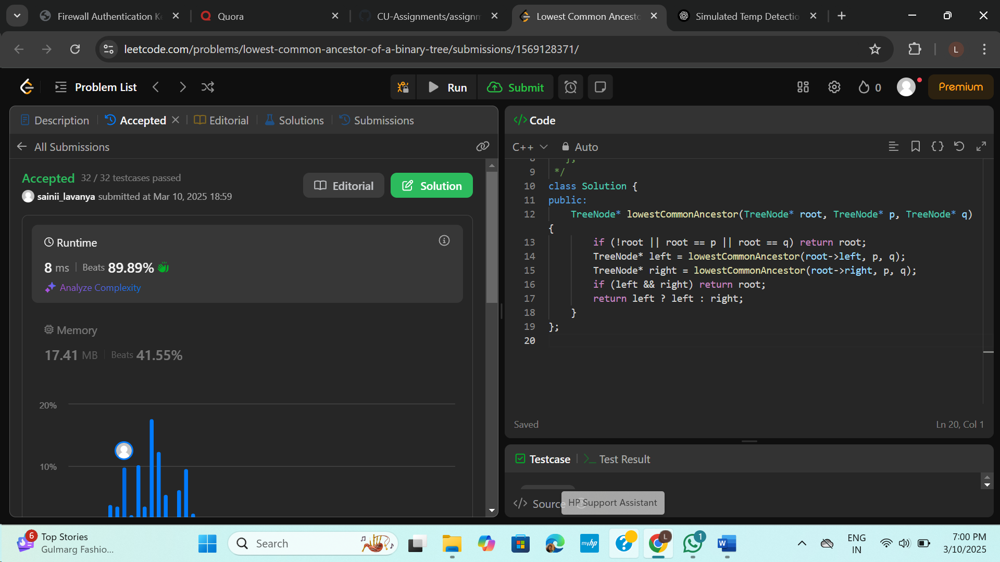 Firewall Authentication K
Quora
CU-Assignments/assignm
Lowest Common Ancesto
Simulated Temp Detectio
leetcode.com/problems/lowest-common-ancestor-of-a-binary-tree/submissions/1569128371/
L
Problem List
Run
Submit
0
Premium
Description
Accepted
Editorial
Solutions
Submissions
All Submissions
Accepted 32 / 32 testcases passed
sainii_lavanya submitted at Mar 10, 2025 18:59
Editorial
Solution
Runtime
8 ms Beats 89.89%
Analyze Complexity
Memory
17.41 MB Beats 41.55%
20%
10%
Code
C++ Auto
8 };
9 */
10 class Solution {
11 public:
12 TreeNode* lowestCommonAncestor(TreeNode* root, TreeNode* p, TreeNode* q)
{
13 if (!root || root == p || root == q) return root;
14 TreeNode* left = lowestCommonAncestor(root->left, p, q);
15 TreeNode* right = lowestCommonAncestor(root->right, p, q);
16 if (left && right) return root;
17 return left ? left : right;
18 }
19 };
20
Saved
Ln 20, Col 1
Testcase
Test Result
Source
HP Support Assistant
6
Top Stories
Gulmarg Fashio...
Search
myhp
L
1
W
ENG
IN
7:00 PM
3/10/2025